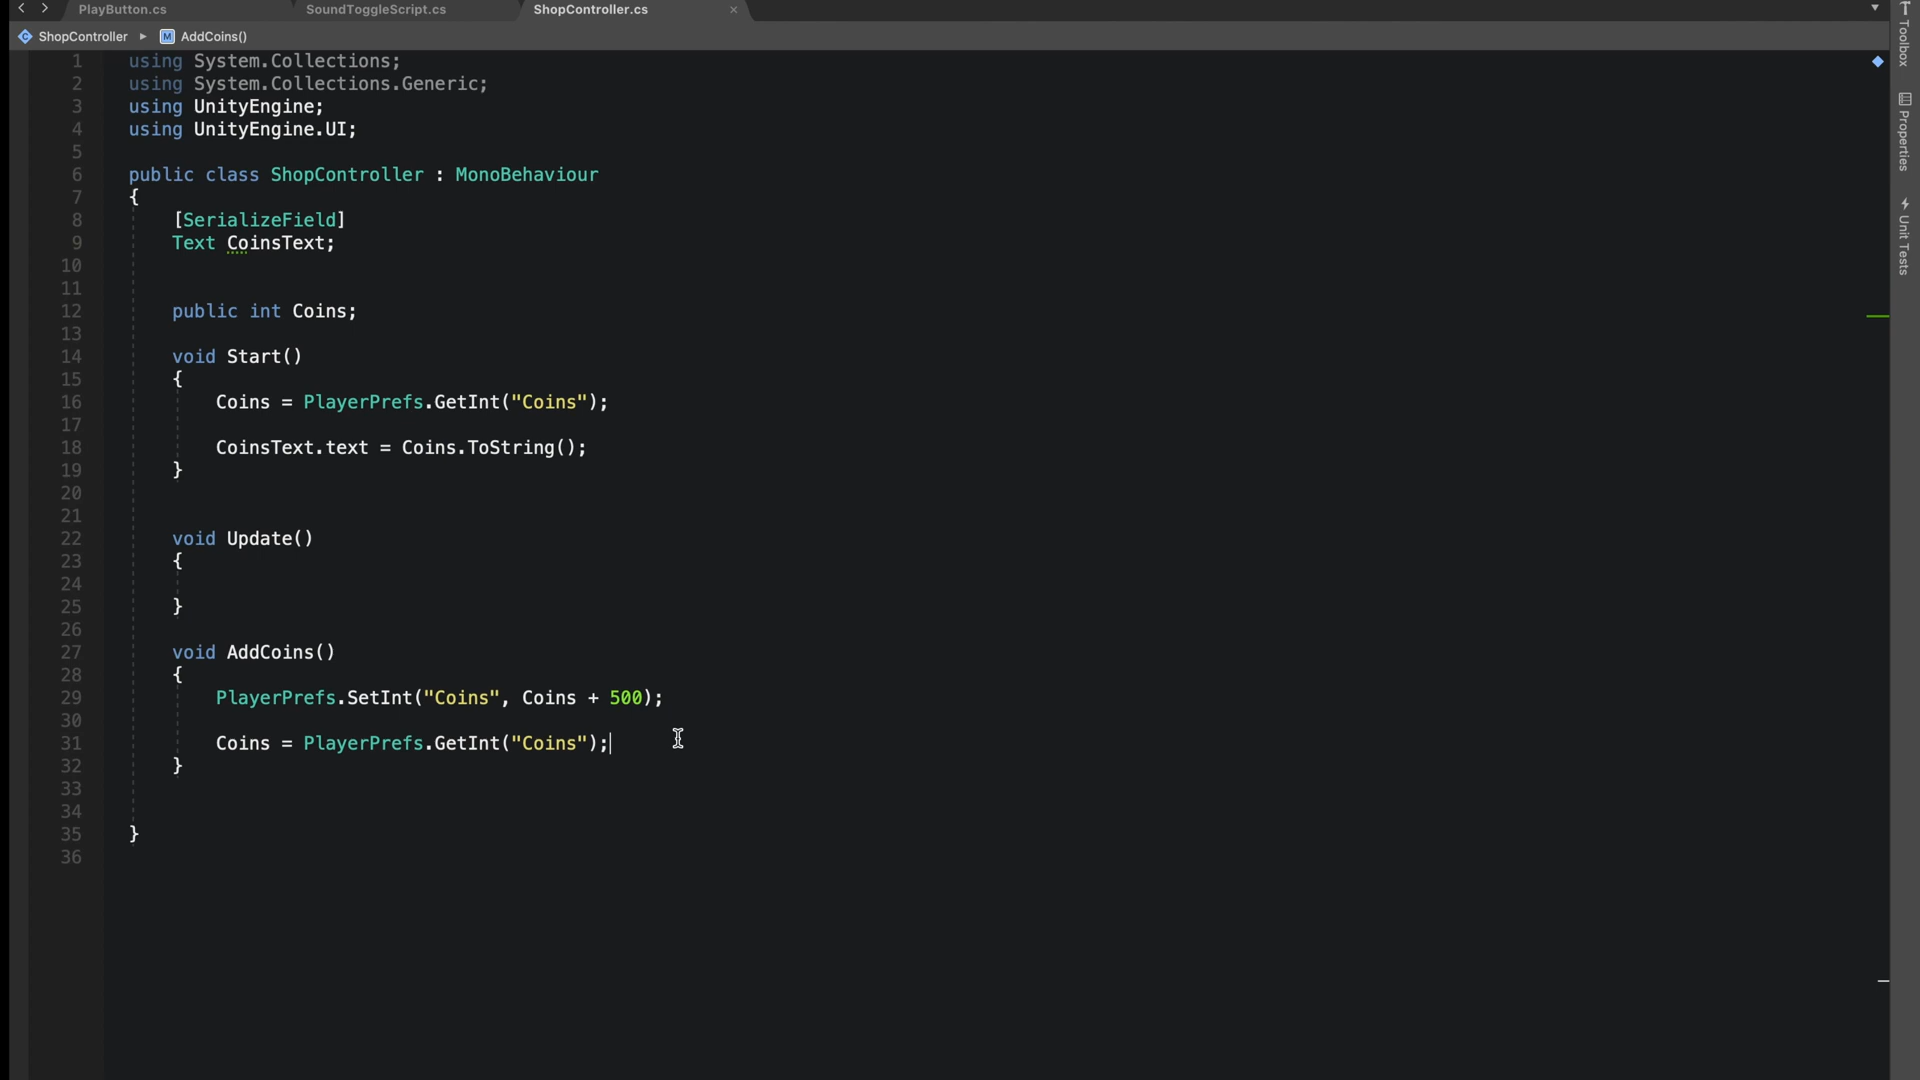 PlayButton.cs
SoundToggleScript.cs
ShopController.cs
ShopController
M AddCoins()
1 using System.Collections;
2 using System.Collections.Generic;
3 using UnityEngine;
4 using UnityEngine.UI;
5
6 public class ShopController : MonoBehaviour
7 {
8 [SerializeField]
9 Text CoinsText;
10
11
12 public int Coins;
13
14 void Start()
15 {
16 Coins = PlayerPrefs.GetInt("Coins");
17
18 CoinsText.text = Coins.ToString();
19 }
20
21
22 void Update()
23 {
24
25 }
26
27 void AddCoins()
28 {
29 PlayerPrefs.SetInt("Coins", Coins + 500);
30
31 Coins = PlayerPrefs.GetInt("Coins");
32 }
33
34
35 }
36
Toolbox
Properties
Unit Tests